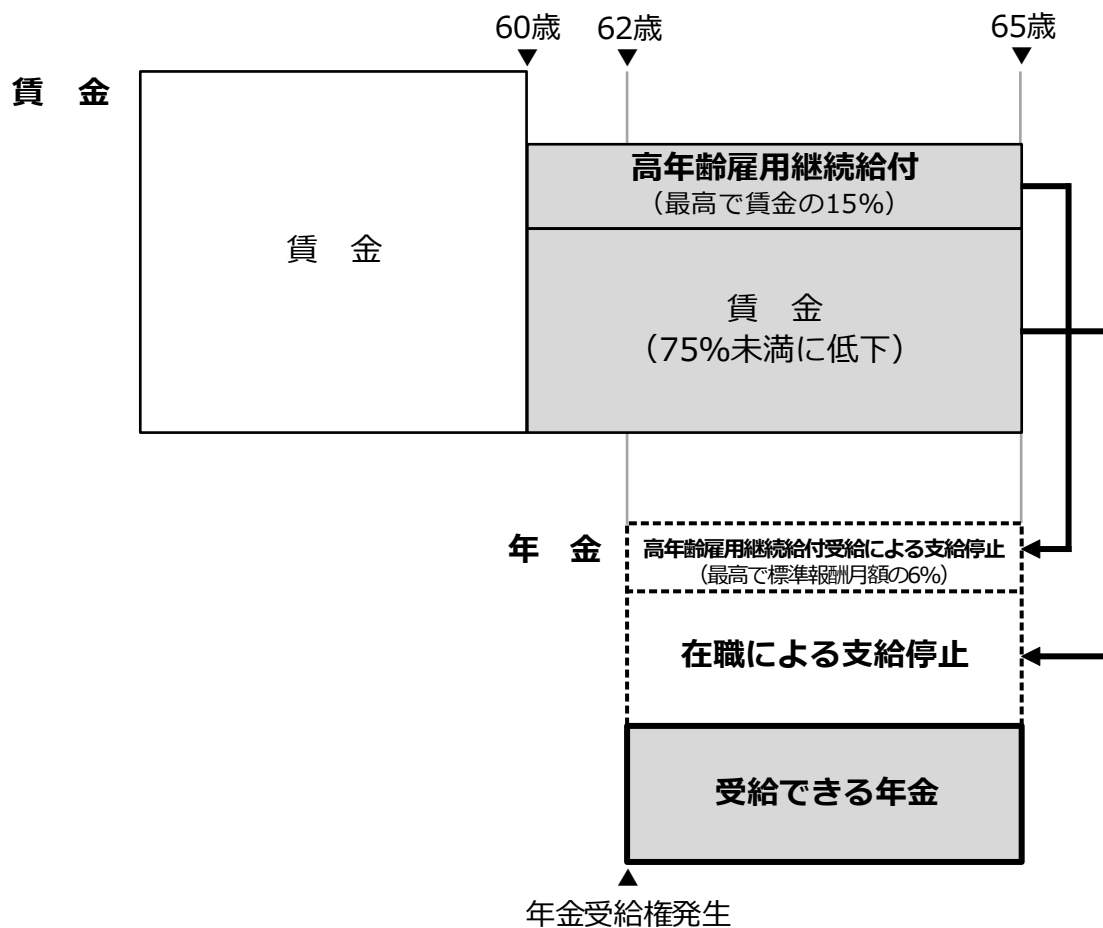 60歳 62歳 65歳
賃　金
高年齢雇用継続給付
（最高で賃金の15%）
賃　金
賃　金
（75%未満に低下）
年　金
高年齢雇用継続給付受給による支給停止
（最高で標準報酬月額の6%）
在職による支給停止
受給できる年金
年金受給権発生